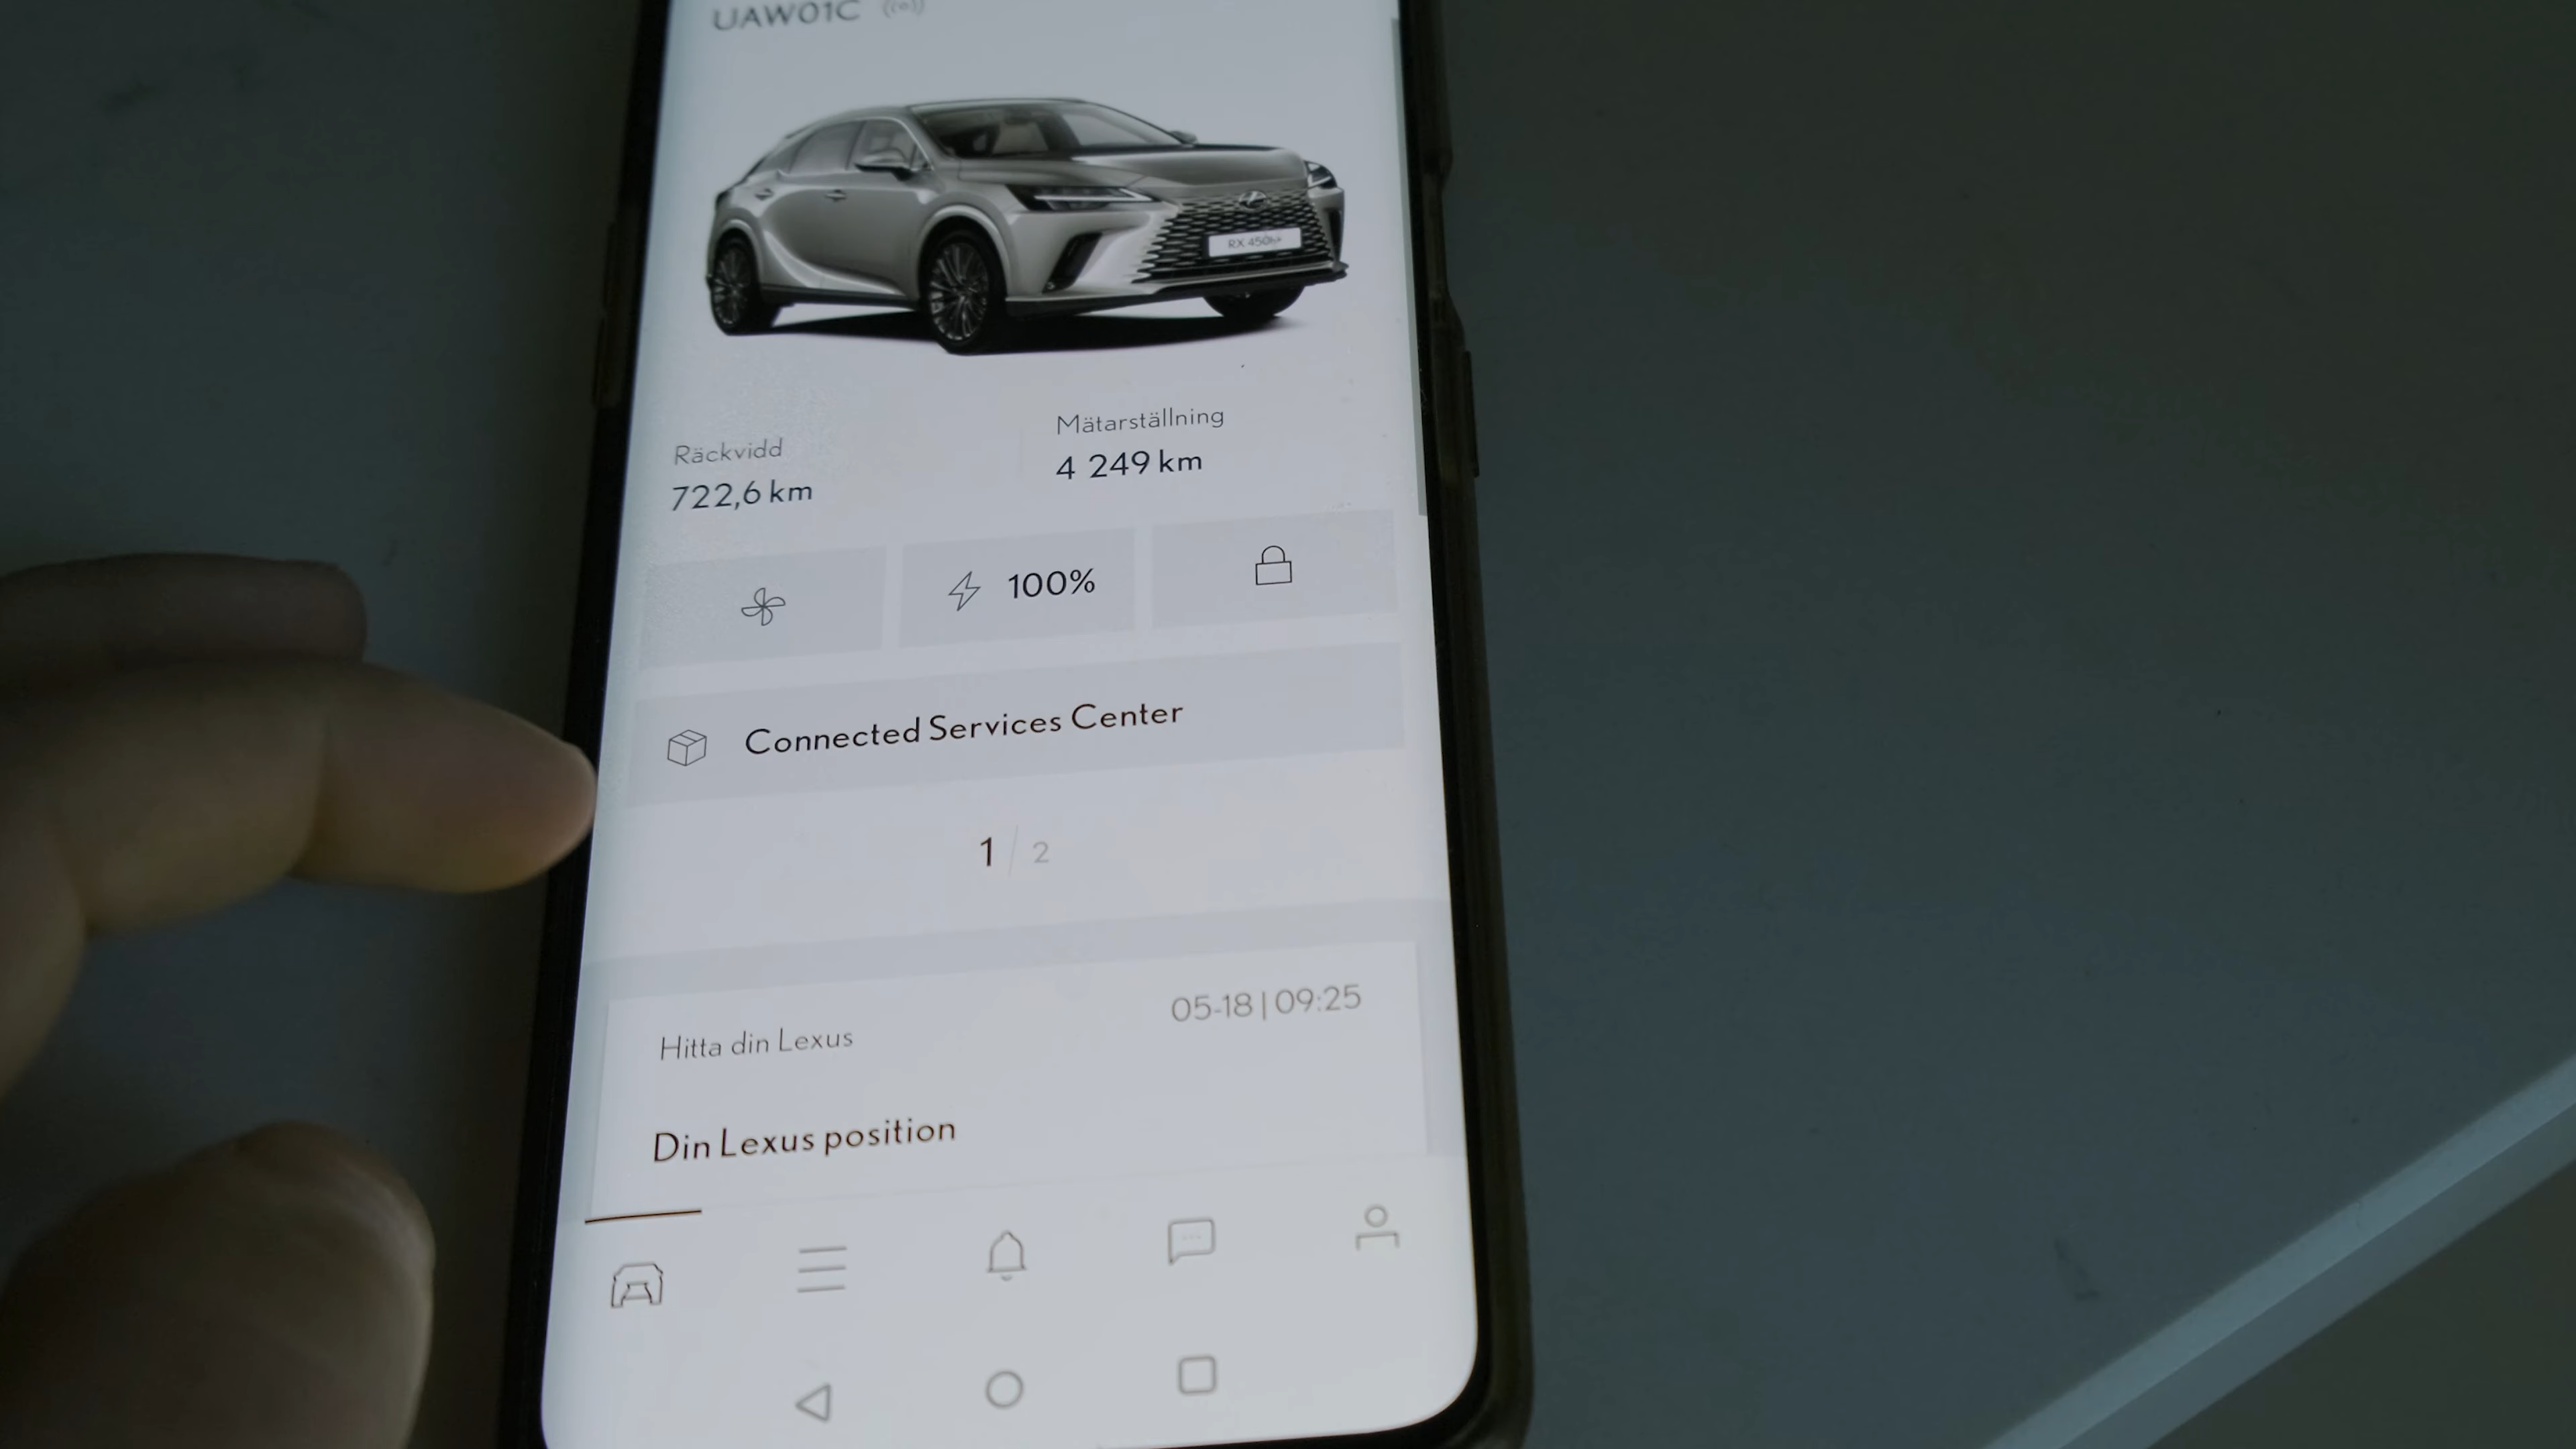 UAW01C
RX 450h+
Räckvidd
722,6 km
Mätarställning
4 249 km
100%
Connected Services Center
1 | 2
Hitta din Lexus
05-18 | 09:25
Din Lexus position